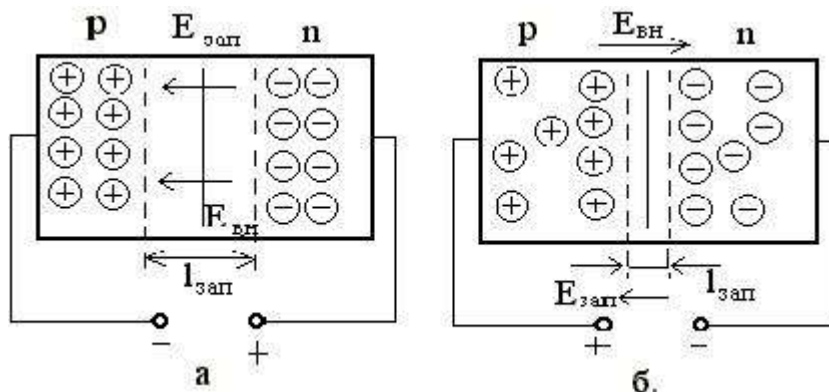 p E зап n
E вн
l зап
− +
а
p E вн n
E зап l зап
+ −
б.